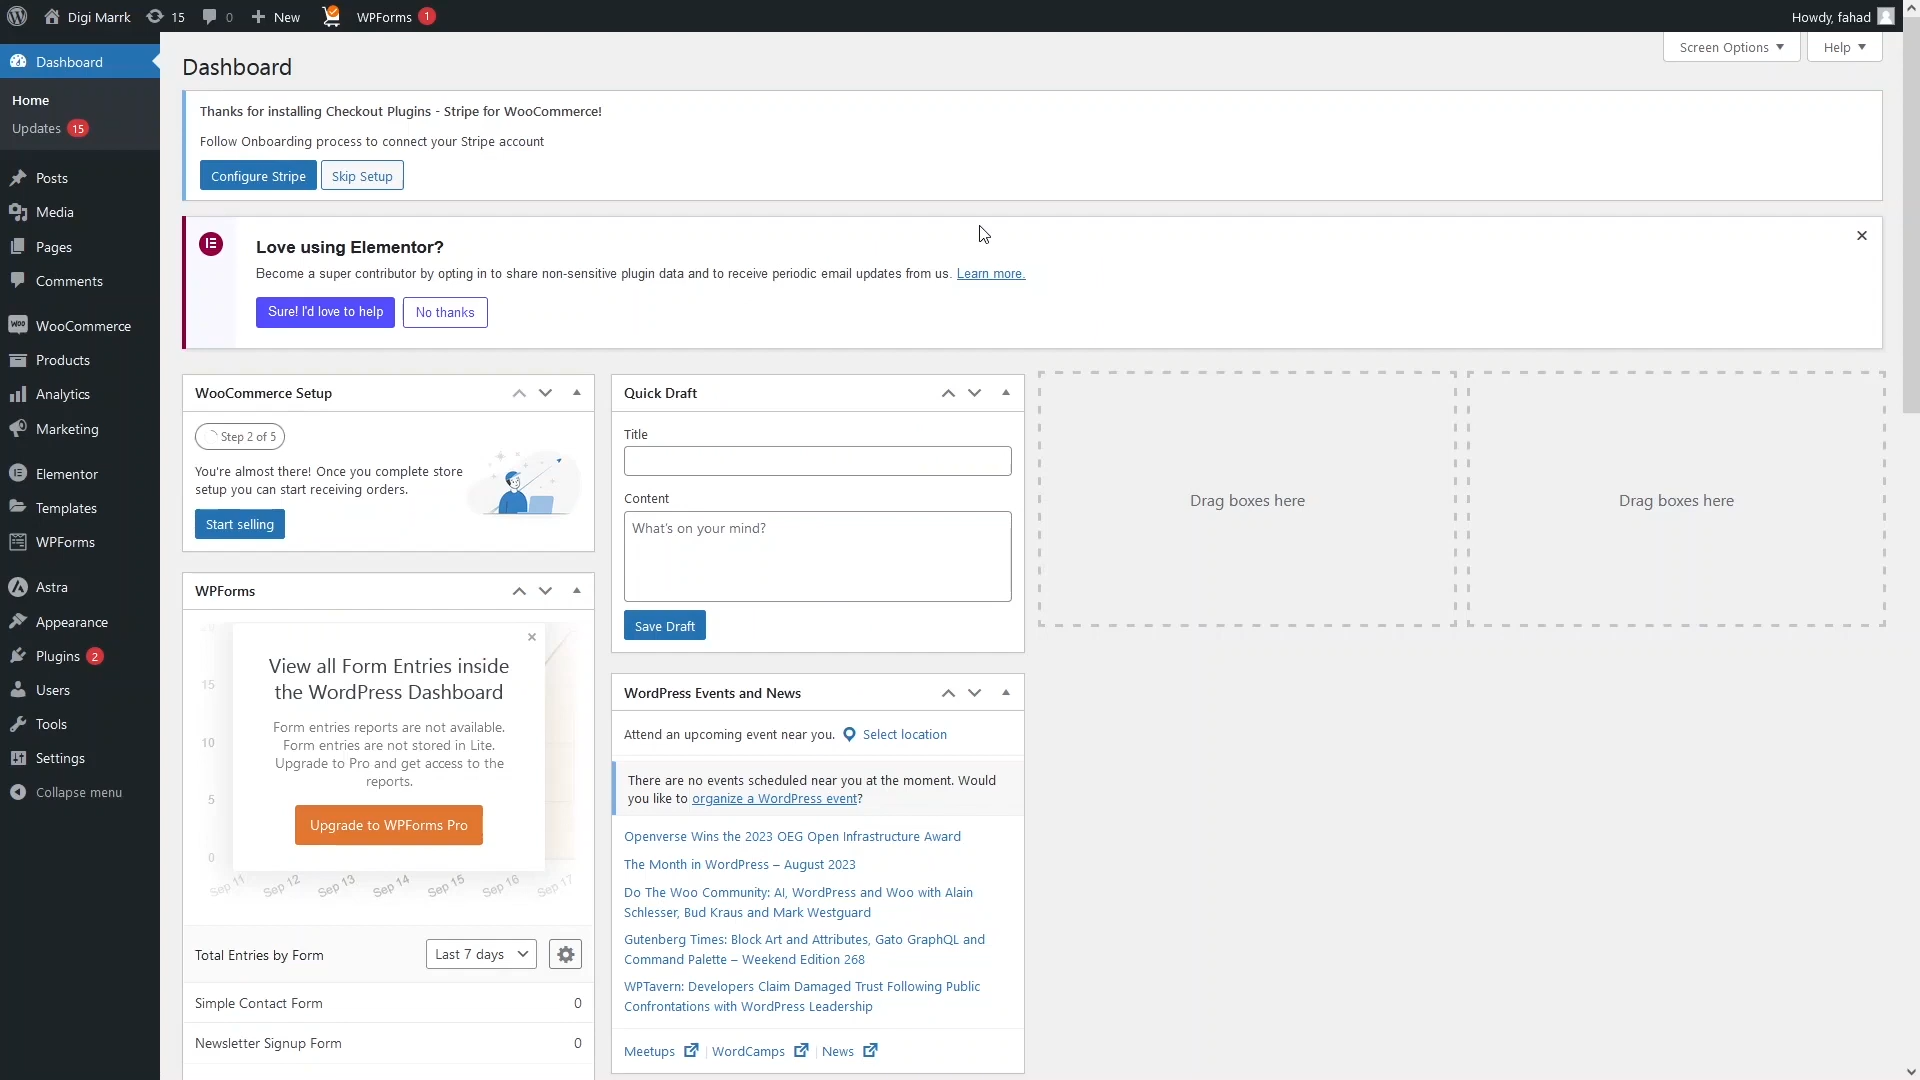 Digi Marrk 15 0 New WPForms 1 Howdy, fahad
Dashboard
Home
Updates 15
Posts
Media
Pages
Comments
WooCommerce
Products
Analytics
Marketing
Elementor
Templates
WPForms
Astra
Appearance
Plugins 2
Users
Tools
Settings
Collapse menu
Screen Options Help
Dashboard
Thanks for installing Checkout Plugins - Stripe for WooCommerce!
Follow Onboarding process to connect your Stripe account
Configure Stripe Skip Setup
Love using Elementor?
Become a super contributor by opting in to share non-sensitive plugin data and to receive periodic email updates from us. Learn more.
Sure! I'd love to help No thanks
WooCommerce Setup
Step 2 of 5
You're almost there! Once you complete store
setup you can start receiving orders.
Start selling
WPForms
15
10
5
0
View all Form Entries inside
the WordPress Dashboard
Form entries reports are not available.
Form entries are not stored in Lite.
Upgrade to Pro and get access to the
reports.
Upgrade to WPForms Pro
Sep 11 Sep 12 Sep 13 Sep 14 Sep 15 Sep 16 Sep 17
Total Entries by Form Last 7 days
Simple Contact Form 0
Newsletter Signup Form 0
Quick Draft
Title
Content
What's on your mind?
Save Draft
WordPress Events and News
Attend an upcoming event near you. Select location
There are no events scheduled near you at the moment. Would
you like to organize a WordPress event?
Openverse Wins the 2023 OEG Open Infrastructure Award
The Month in WordPress – August 2023
Do The Woo Community: AI, WordPress and Woo with Alain
Schlesser, Bud Kraus and Mark Westguard
Gutenberg Times: Block Art and Attributes, Gato GraphQL and
Command Palette – Weekend Edition 268
WPTavern: Developers Claim Damaged Trust Following Public
Confrontations with WordPress Leadership
Meetups | WordCamps | News
Drag boxes here
Drag boxes here